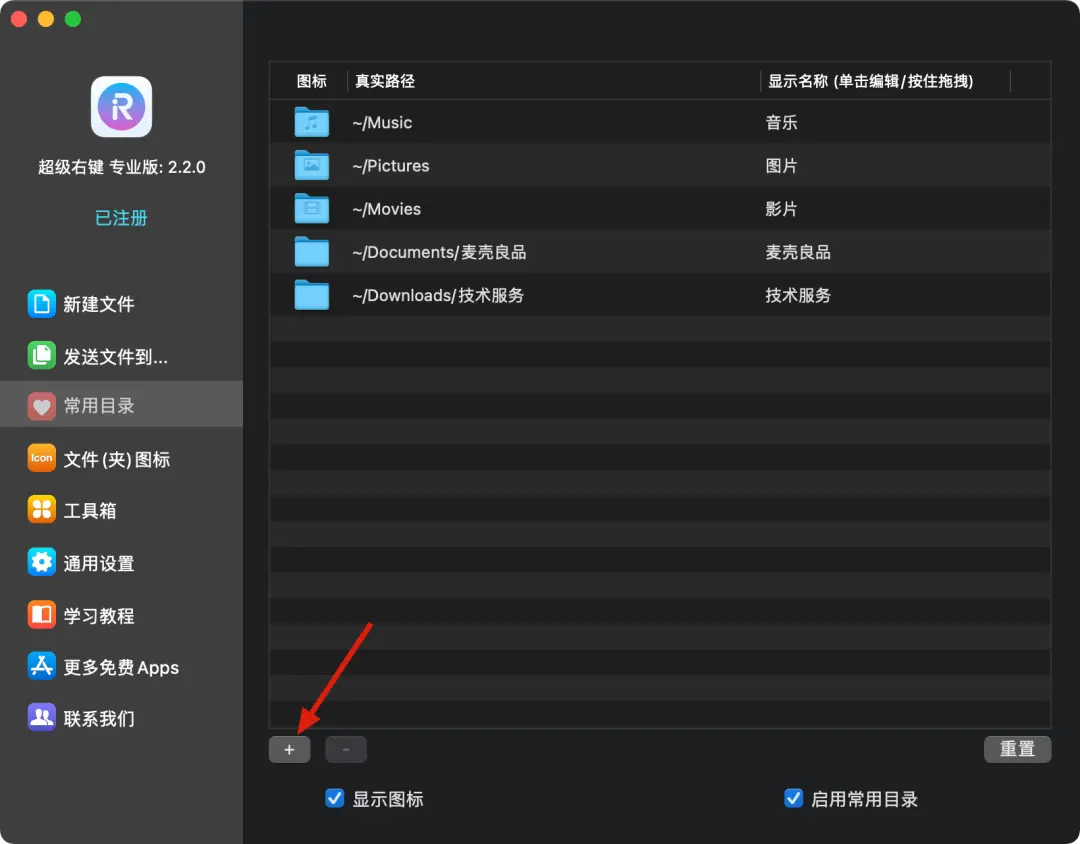 超级右键 专业版: 2.2.0
已注册
新建文件
发送文件到...
常用目录
Icon
文件(夹)图标
工具箱
通用设置
学习教程
更多免费Apps
联系我们
图标 真实路径 显示名称 (单击编辑/按住拖拽)
~/Music 音乐
~/Pictures 图片
~/Movies 影片
~/Documents/麦壳良品 麦壳良品
~/Downloads/技术服务 技术服务
+ - 重置
显示图标 启用常用目录